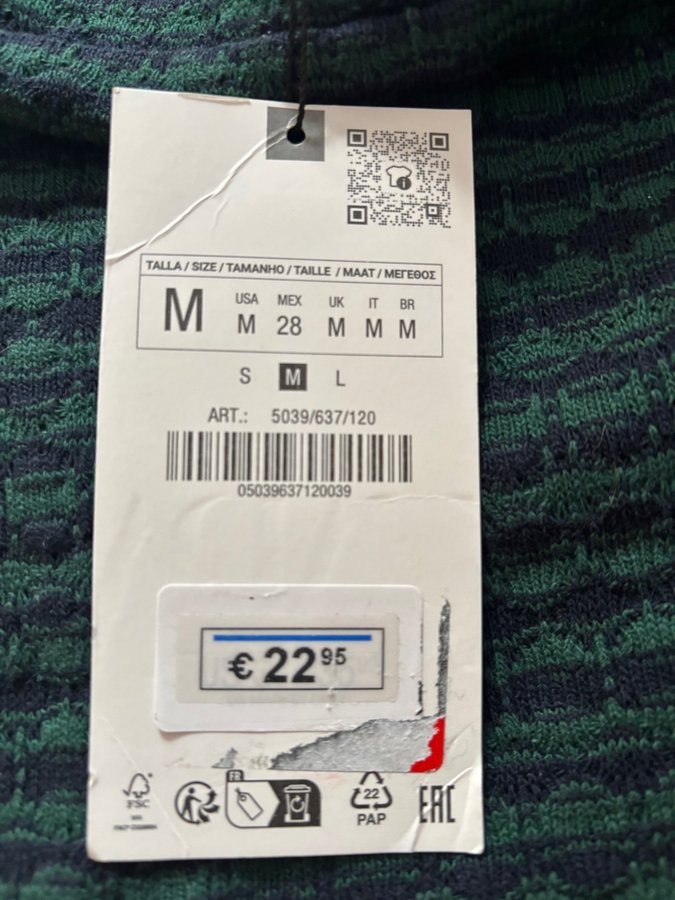 TALLA / SIZE / TAMANHO / TAILLE / MAAT / ΜΕΓΕΘΟΣ
M
USA MEX UK IT BR
M 28 M M M
S M L
ART.: 5039/637/120
05039637120039
€ 22 95
FR
FSC
22
PAP
EAC